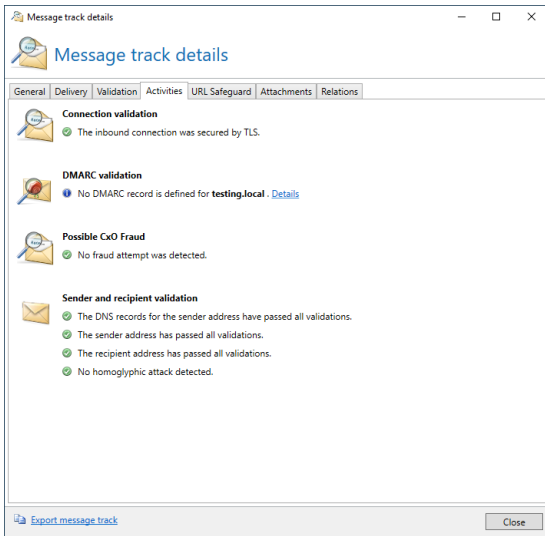 Message track details
Message track details
General Delivery Validation Activities URL Safeguard Attachments Relations
Connection validation
The inbound connection was secured by TLS.
DMARC validation
No DMARC record is defined for testing.local . Details
Possible CxO Fraud
No fraud attempt was detected.
Sender and recipient validation
The DNS records for the sender address have passed all validations.
The sender address has passed all validations.
The recipient address has passed all validations.
No homoglyphic attack detected.
Export message track
Close